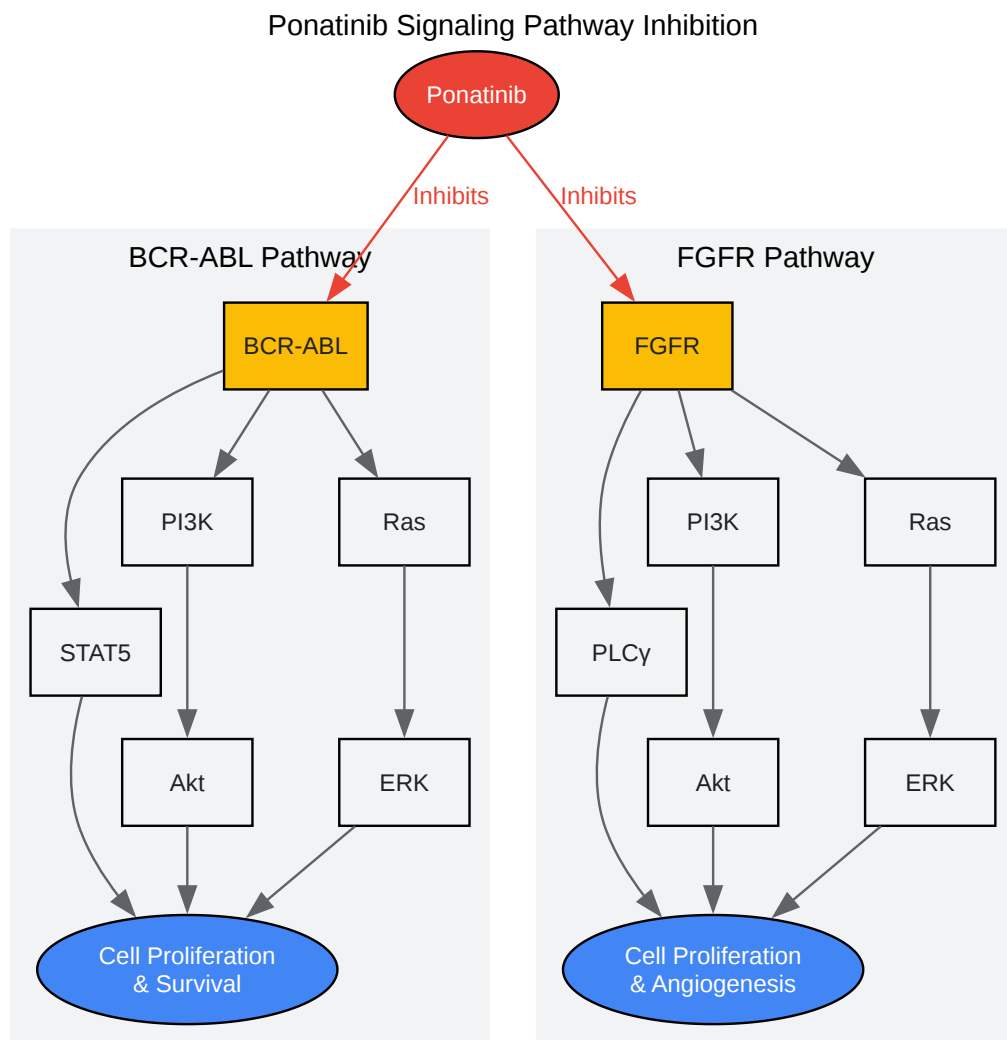 Ponatinib Signaling Pathway Inhibition
Ponatinib
Inhibits
Inhibits
BCR-ABL Pathway
BCR-ABL
PI3K
Ras
STAT5
Akt
ERK
Cell Proliferation
& Survival
FGFR Pathway
FGFR
PI3K
Ras
PLCγ
Akt
ERK
Cell Proliferation
& Angiogenesis